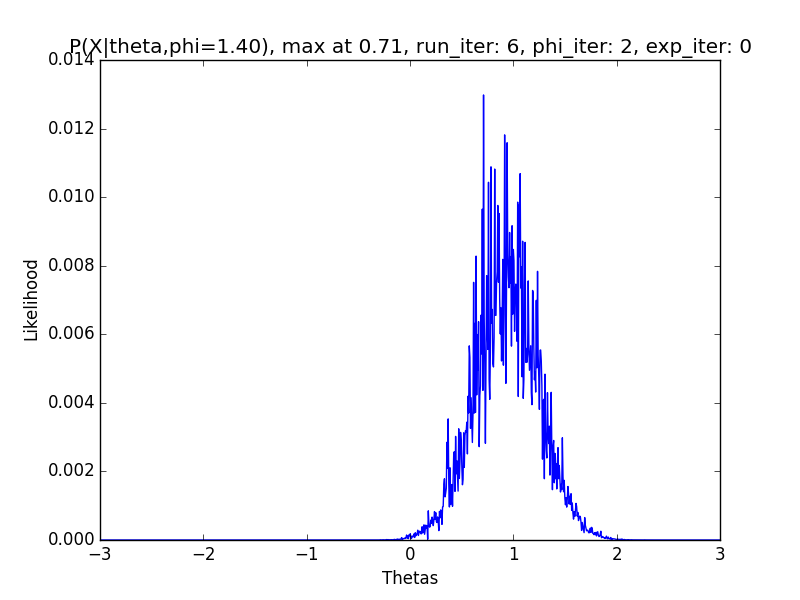 P(X|theta,phi=1.40), max at 0.71, run_iter: 6, phi_iter: 2, exp_iter: 0
0.014
0.012
0.010
0.008
0.006
0.004
0.002
0.000
Likelihood
−3 −2 −1 0 1 2 3
Thetas